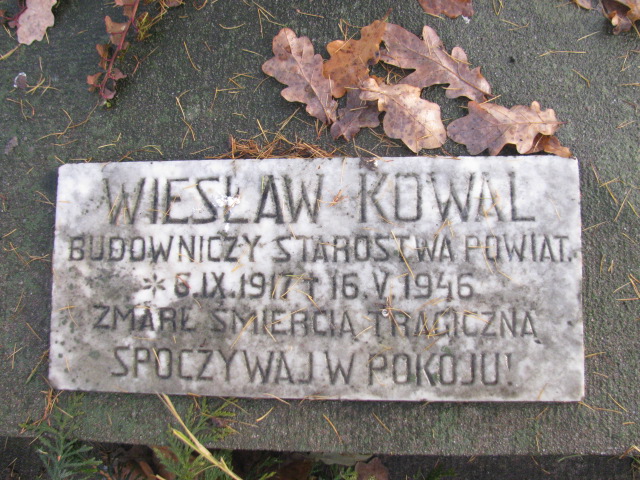 WIESŁAW KOWAL
BUDOWNICZY STAROSTWA POWIAT.
* 6.IX.1917 † 16.V.1946
ZMARŁ ŚMIERCIĄ TRAGICZNĄ
SPOCZYWAJ W POKOJU!